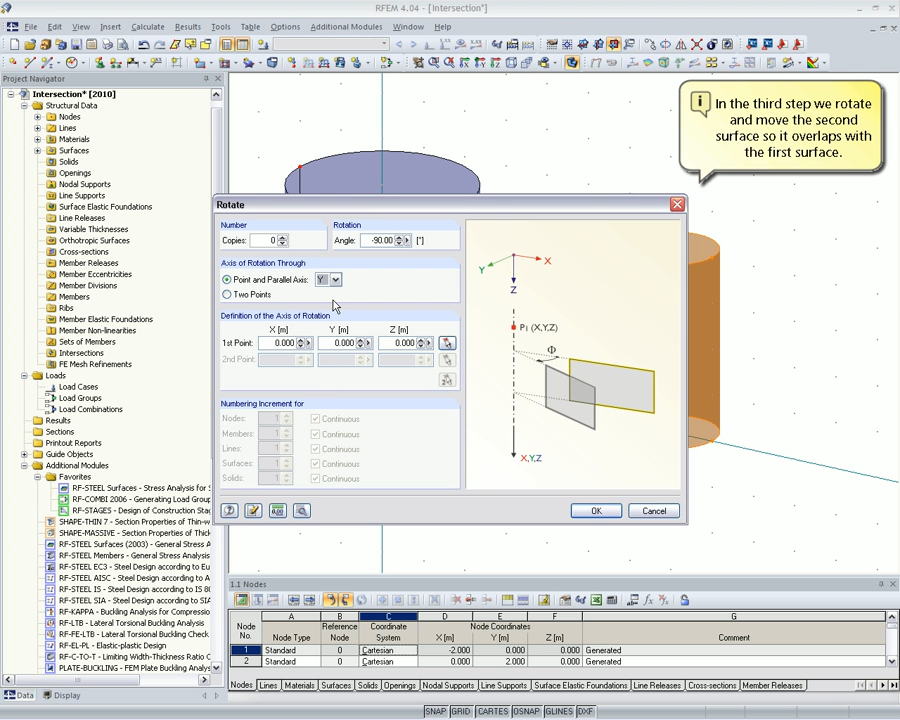 RFEM 4.04 - [Intersection*]
File Edit View Insert Calculate Results Tools Table Options Additional Modules Window Help
Project Navigator
Intersection* [2010]
Structural Data
Nodes
Lines
Materials
Surfaces
Solids
Openings
Nodal Supports
Line Supports
Surface Elastic Foundations
Line Releases
Variable Thicknesses
Orthotropic Surfaces
Cross-sections
Member Releases
Member Eccentricities
Member Divisions
Members
Ribs
Member Elastic Foundations
Member Non-linearities
Sets of Members
Intersections
FE Mesh Refinements
Loads
Load Cases
Load Groups
Load Combinations
Results
Sections
Printout Reports
Guide Objects
Additional Modules
Favorites
RF-STEEL Surfaces - Stress Analysis for S
RF-COMBI 2006 - Generating Load Group
RF-STAGES - Design of Construction Stag
SHAPE-THIN 7 - Section Properties of Thin-w
SHAPE-MASSIVE - Section Properties of Thick
RF-STEEL Surfaces (2003) - General Stress A
RF-STEEL Members - General Stress Analysis
RF-STEEL EC3 - Steel Design according to Eu
RF-STEEL AISC - Steel Design according to A
RF-STEEL IS - Steel Design according to IS 80
RF-STEEL SIA - Steel Design according to SIA
RF-KAPPA - Buckling Analysis for Compressio
RF-LTB - Lateral Torsional Buckling Analysis
RF-FE-LTB - Lateral Torsional Buckling Check
RF-EL-PL - Elastic-plastic Design
RF-C-TO-T - Limiting Width-Thickness Ratio C
PLATE-BUCKLING - FEM Plate Buckling Analys
Data Display
In the third step we rotate
and move the second
surface so it overlaps with
the first surface.
Rotate
Number
Copies: 0
Rotation
Angle: -90.00 [°]
Axis of Rotation Through
Point and Parallel Axis: Y
Two Points
Definition of the Axis of Rotation
X [m] Y [m] Z [m]
1st Point: 0.000 0.000 0.000
2nd Point:
Numbering Increment for
Nodes: 1 Continuous
Members: 1 Continuous
Lines: 1 Continuous
Surfaces: 1 Continuous
Solids: 1 Continuous
Y
X
Z
P1 (X,Y,Z)
Φ
X,Y,Z
OK Cancel
1.1 Nodes
A B C D E F G
Node Reference Coordinate Node Coordinates
No. Node Type Node System X [m] Y [m] Z [m] Comment
1 Standard 0 Cartesian -2.000 0.000 0.000 Generated
2 Standard 0 Cartesian 0.000 2.000 0.000 Generated
Nodes Lines Materials Surfaces Solids Openings Nodal Supports Line Supports Surface Elastic Foundations Line Releases Cross-sections Member Releases
SNAP GRID CARTES OSNAP GLINES DXF